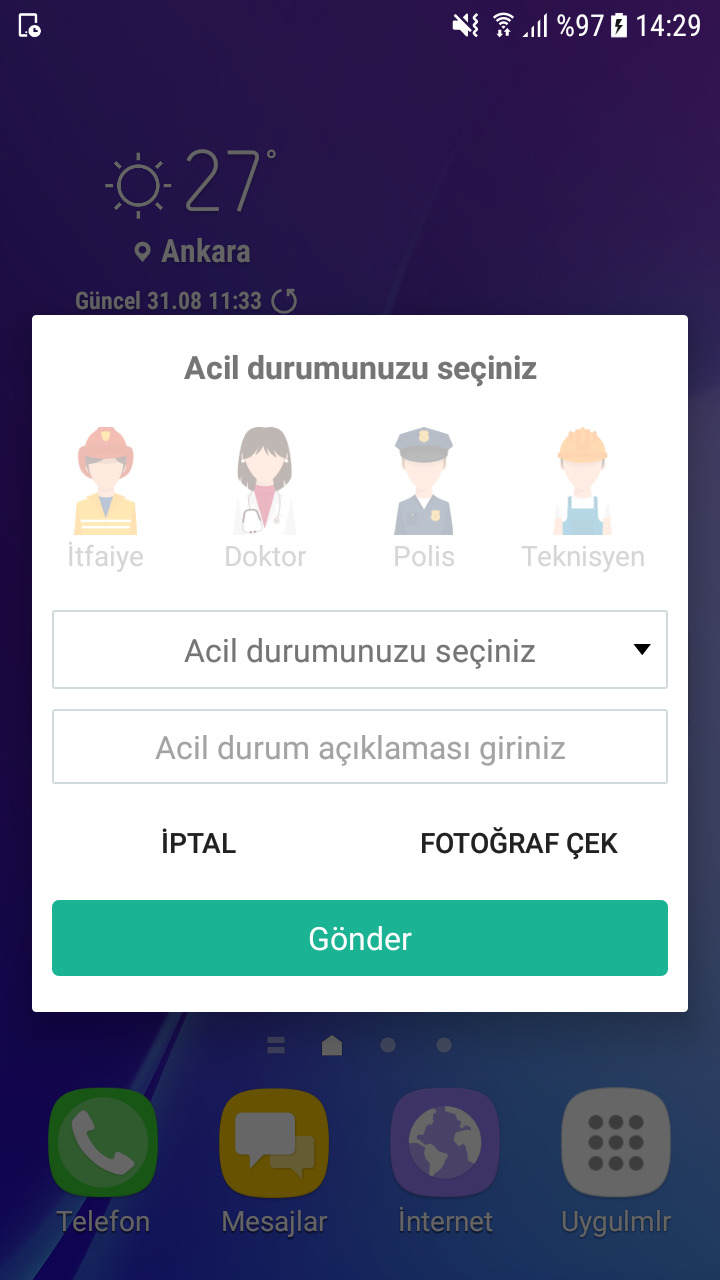 %97 14:29
27°
Ankara
Güncel 31.08 11:33
Acil durumunuzu seçiniz
İtfaiye Doktor Polis Teknisyen
Acil durumunuzu seçiniz
Acil durum açıklaması giriniz
İPTAL FOTOĞRAF ÇEK
Gönder
Telefon Mesajlar İnternet Uygulmlr